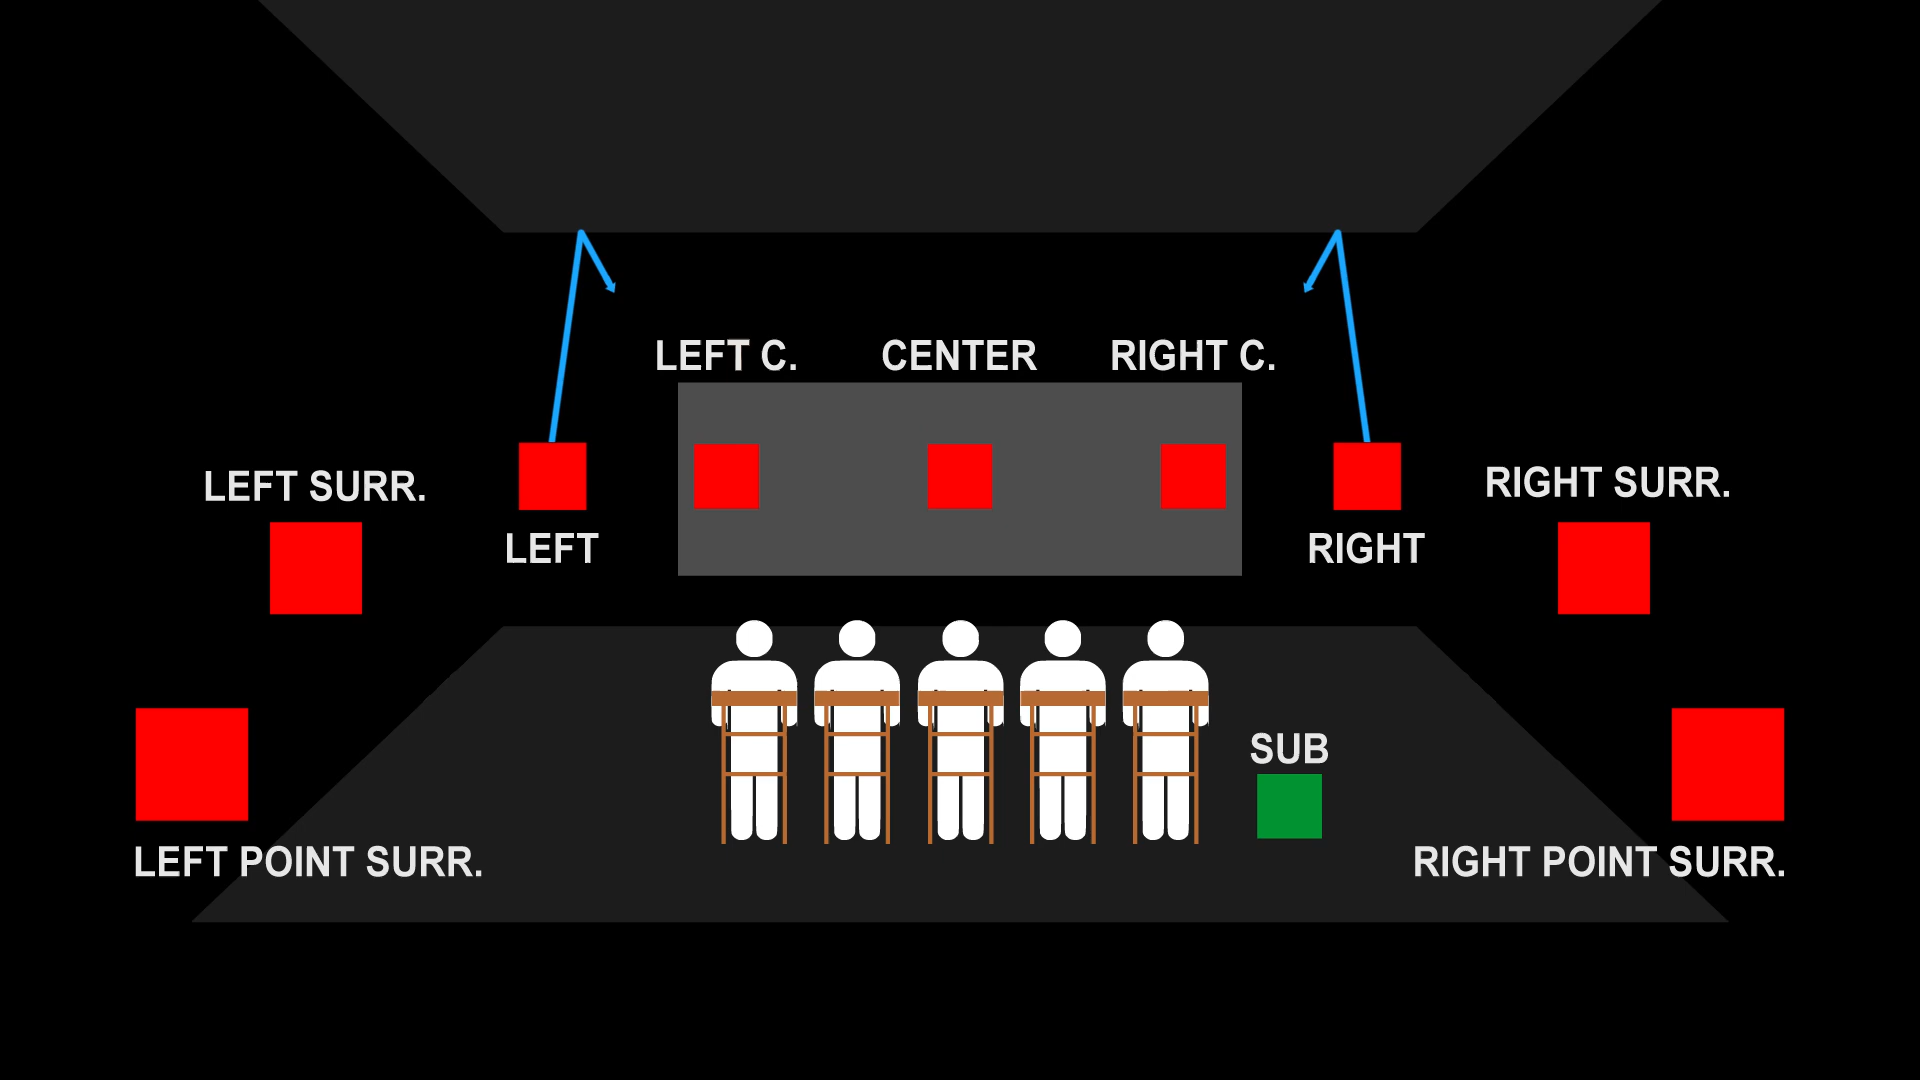 LEFT C.
CENTER
RIGHT C.
LEFT SURR.
RIGHT SURR.
LEFT
RIGHT
SUB
LEFT POINT SURR.
RIGHT POINT SURR.